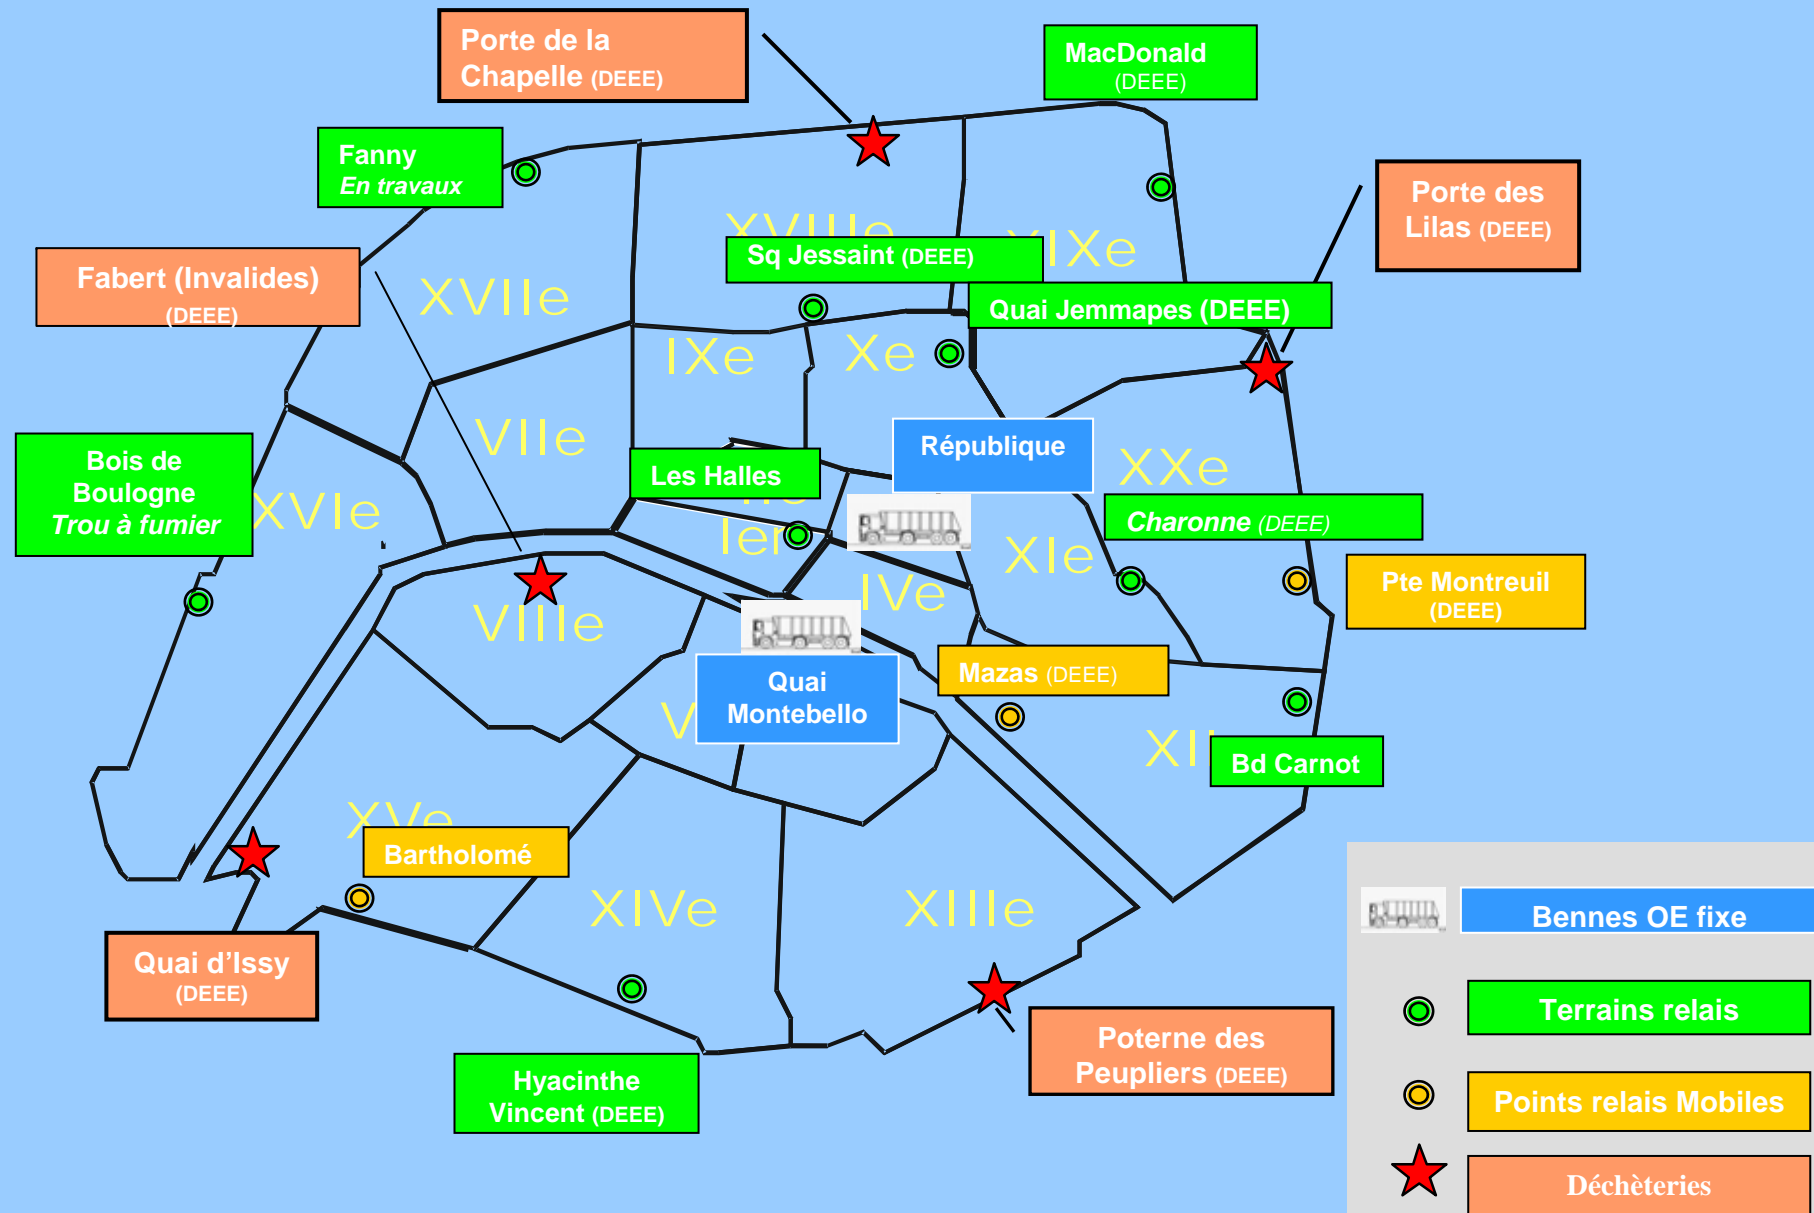 Porte de la
Chapelle (DEEE)
MacDonald
(DEEE)
Fanny
En travaux
Porte des
Lilas (DEEE)
XVIIIe
XIXe
Sq Jessaint (DEEE)
Fabert (Invalides)
(DEEE)
XVIIe
Quai Jemmapes (DEEE)
IXe
Xe
VIIe
République
XXe
Bois de
Boulogne
Trou à fumier
Les Halles
XVIe
Ier
Charonne (DEEE)
XIe
Pte Montreuil
(DEEE)
IVe
VIIIe
Mazas (DEEE)
Quai
Montebello
V
XII
Bd Carnot
XVe
Bartholomé
XIVe
XIIIe
Quai d’Issy
(DEEE)
Poterne des
Peupliers (DEEE)
Hyacinthe
Vincent (DEEE)
Bennes OE fixe
Terrains relais
Points relais Mobiles
Déchèteries